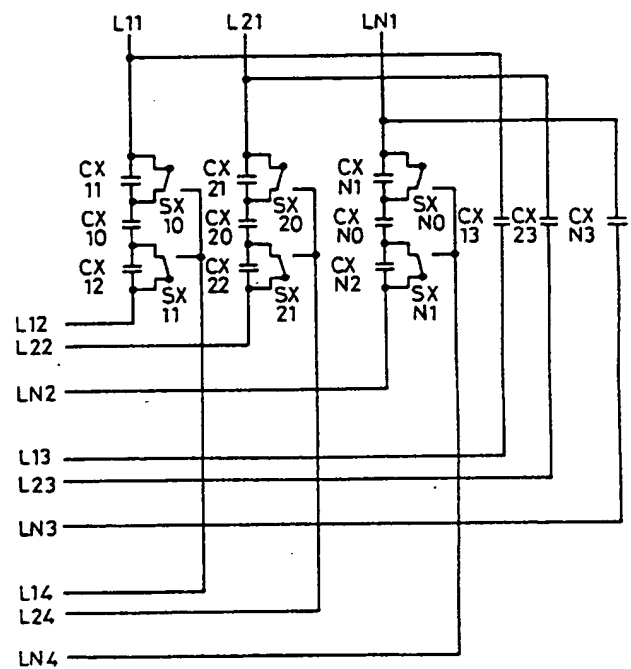 L11 L21 LN1
CX CX CX
11 21 N1
SX SX SX
10 20 N0
CX CX CX CX CX CX
10 20 N0 13 23 N3
CX CX CX
12 22 N2
SX SX SX
11 21 N1
L12
L22
LN2
L13
L23
LN3
L14
L24
LN4